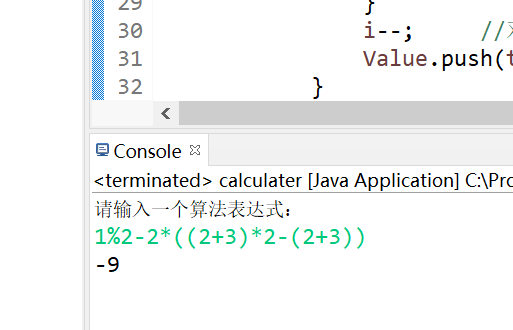 29 }
30 i--; //
31 Value.push(t
32 }
Console
<terminated> calculater [Java Application] C:\Pro
请输入一个算法表达式:
1%2-2*((2+3)*2-(2+3))
-9